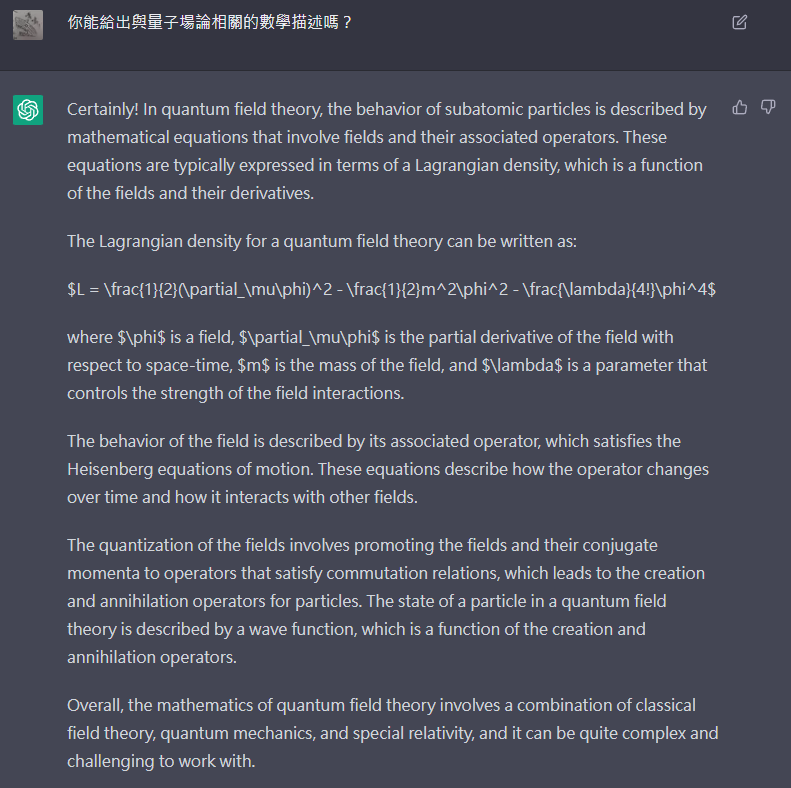 你能給出與量子場論相關的數學描述嗎？
Certainly! In quantum field theory, the behavior of subatomic particles is described by
mathematical equations that involve fields and their associated operators. These
equations are typically expressed in terms of a Lagrangian density, which is a function
of the fields and their derivatives.
The Lagrangian density for a quantum field theory can be written as:
$L = \frac{1}{2}(\partial_\mu\phi)^2 - \frac{1}{2}m^2\phi^2 - \frac{\lambda}{4!}\phi^4$
where $\phi$ is a field, $\partial_\mu\phi$ is the partial derivative of the field with
respect to space-time, $m$ is the mass of the field, and $\lambda$ is a parameter that
controls the strength of the field interactions.
The behavior of the field is described by its associated operator, which satisfies the
Heisenberg equations of motion. These equations describe how the operator changes
over time and how it interacts with other fields.
The quantization of the fields involves promoting the fields and their conjugate
momenta to operators that satisfy commutation relations, which leads to the creation
and annihilation operators for particles. The state of a particle in a quantum field
theory is described by a wave function, which is a function of the creation and
annihilation operators.
Overall, the mathematics of quantum field theory involves a combination of classical
field theory, quantum mechanics, and special relativity, and it can be quite complex and
challenging to work with.